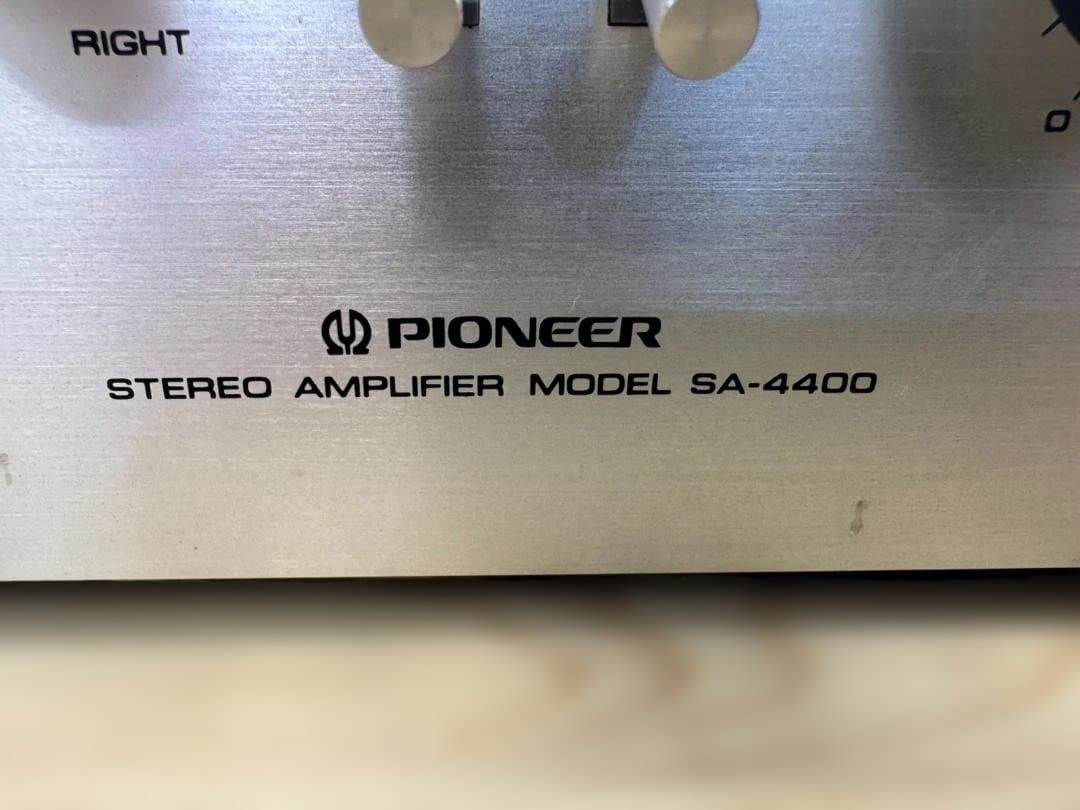 RIGHT
0
PIONEER
STEREO AMPLIFIER MODEL SA-4400